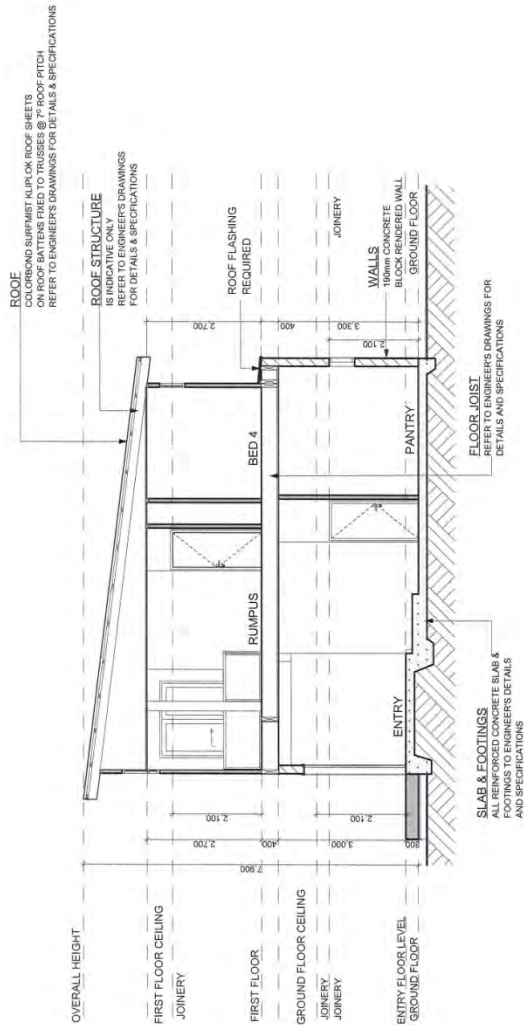 ROOF
COLORBOND SURFMIST KLIPLOK ROOF SHEETS
ON ROOF BATTENS FIXED TO TRUSSES @ 7° ROOF PITCH
REFER TO ENGINEER'S DRAWINGS FOR DETAILS & SPECIFICATIONS
ROOF STRUCTURE
IS INDICATIVE ONLY
REFER TO ENGINEER'S DRAWINGS
FOR DETAILS & SPECFICATIONS
ROOF FLASHING
REQUIRED
JOINERY
WALLS
190mm CONCRETE
BLOCK RENDERED WALL
GROUND FLOOR
2.700
400
3.300
2.100
BED 4
PANTRY
RUMPUS
ENTRY
FLOOR JOIST
REFER TO ENGINEER'S DRAWINGS FOR
DETAILS AND SPECIFICATIONS
SLAB & FOOTINGS
ALL REINFORCED CONCRETE SLAB &
FOOTINGS TO ENGINEER'S DETAILS
AND SPECIFICATIONS
2.100
2.100
2.700
400
3.000
300
7.900
OVERALL HEIGHT
FIRST FLOOR CEILING
JOINERY
FIRST FLOOR
GROUND FLOOR CEILING
JOINERY
JOINERY
ENTRY FLOOR LEVEL
GROUND FLOOR